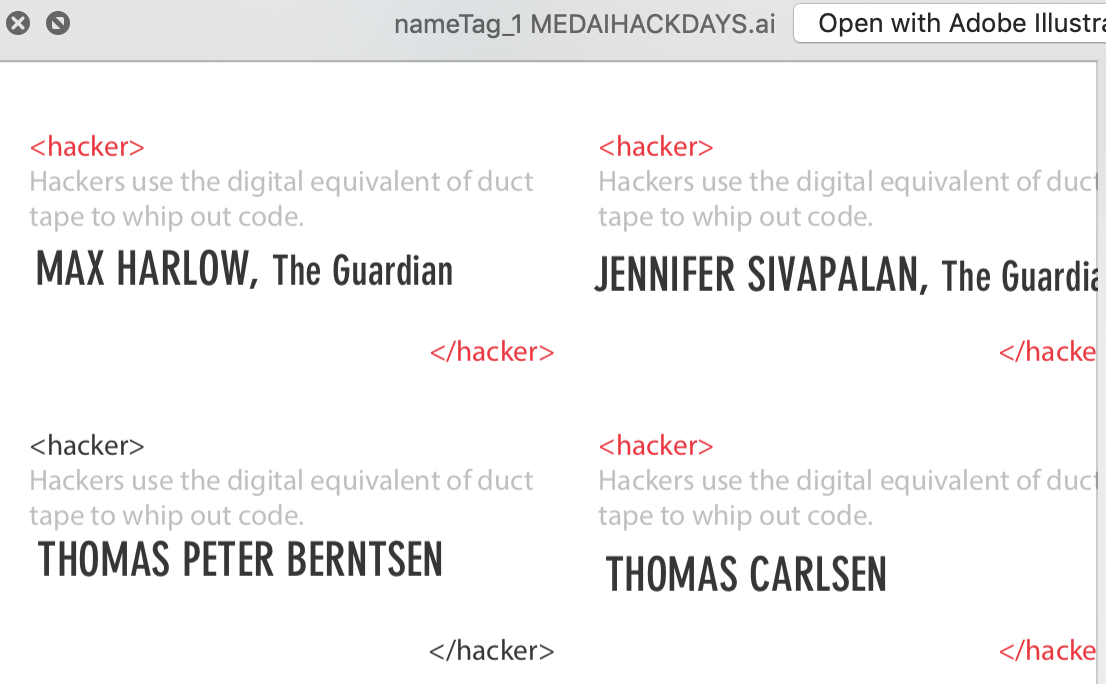 nameTag_1 MEDAIHACKDAYS.ai
Open with Adobe Illustra
<hacker>
Hackers use the digital equivalent of duct
tape to whip out code.
MAX HARLOW, The Guardian
</hacker>
<hacker>
Hackers use the digital equivalent of duct
tape to whip out code.
JENNIFER SIVAPALAN, The Guardia
</hacke
<hacker>
Hackers use the digital equivalent of duct
tape to whip out code.
THOMAS PETER BERNTSEN
</hacker>
<hacker>
Hackers use the digital equivalent of duct
tape to whip out code.
THOMAS CARLSEN
</hacke